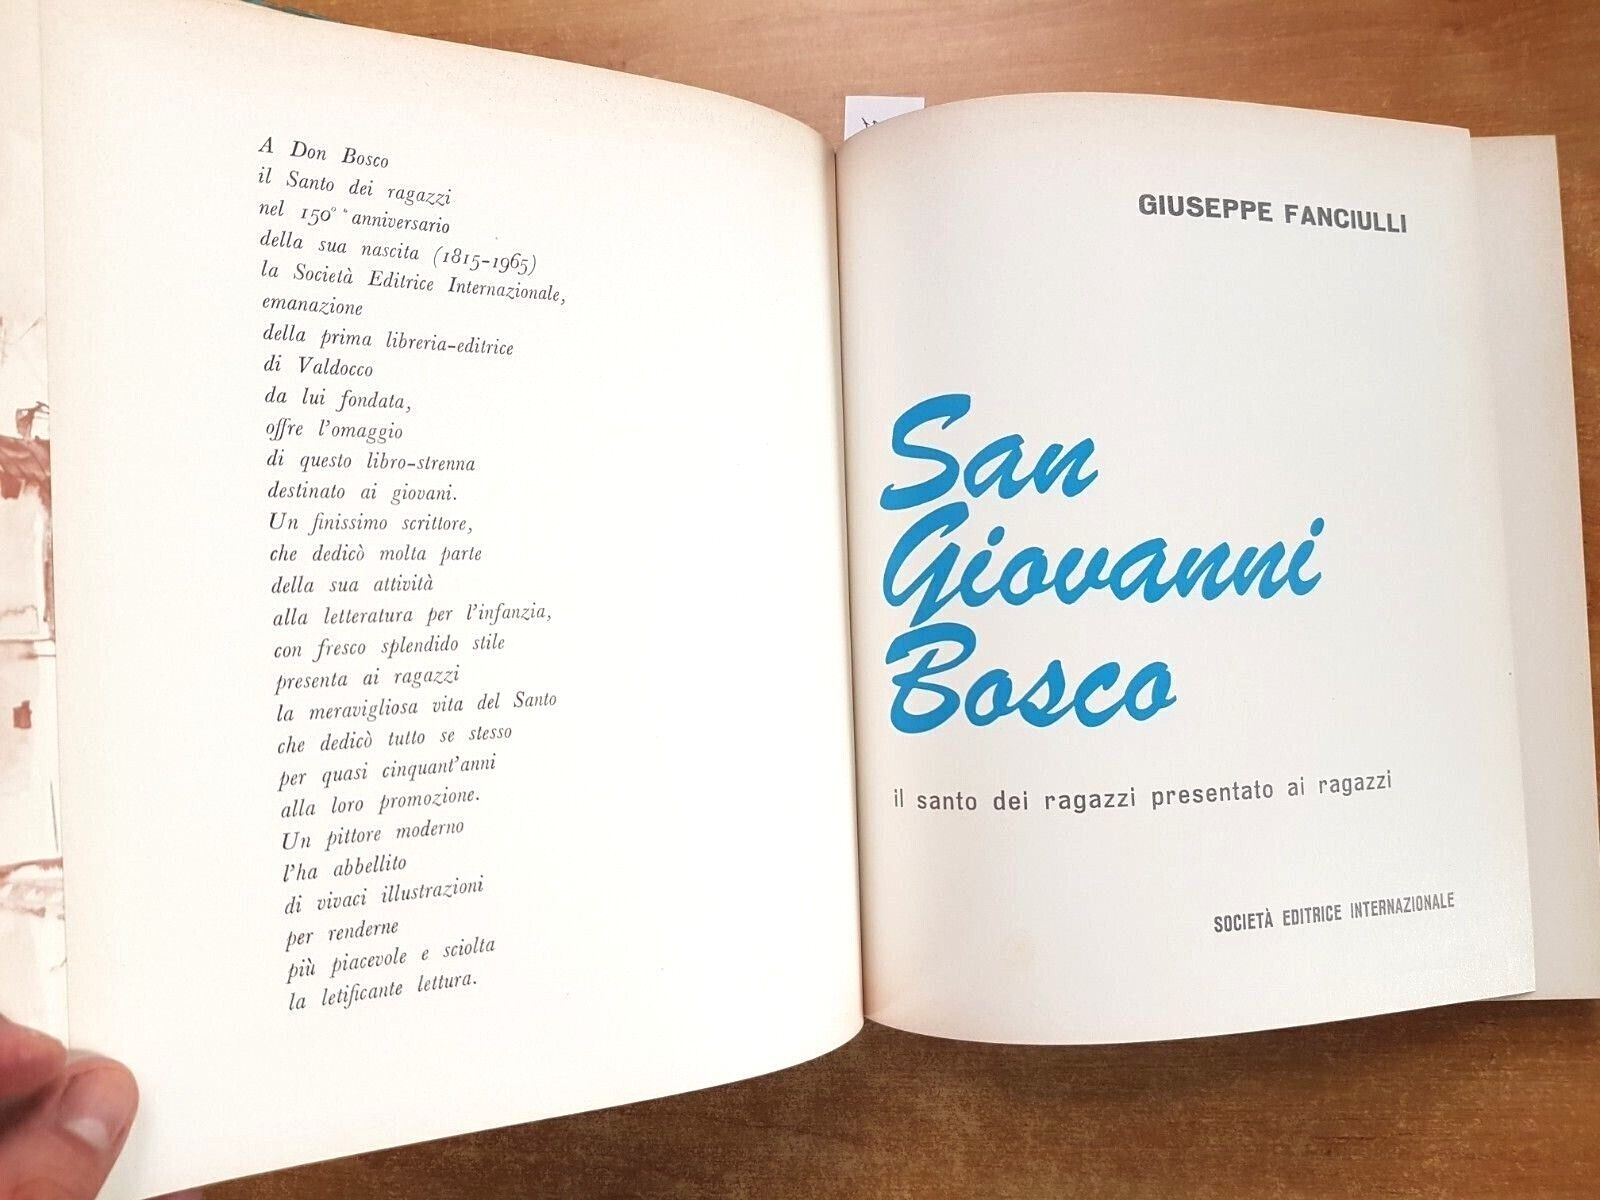 A Don Bosco
il Santo dei ragazzi
nel 150° anniversario
della sua nascita (1815-1965)
la Società Editrice Internazionale,
emanazione
della prima libreria-editrice
di Valdocco
da lui fondata,
offre l'omaggio
di questo libro-strenna
destinato ai giovani.
Un finissimo scrittore,
che dedicò molta parte
della sua attività
alla letteratura per l'infanzia,
con fresco splendido stile
presenta ai ragazzi
la meravigliosa vita del Santo
che dedicò tutto se stesso
per quasi cinquant'anni
alla loro promozione.
Un pittore moderno
l'ha abbellito
di vivaci illustrazioni
per renderne
più piacevole e sciolta
la letificante lettura.
GIUSEPPE FANCIULLI
San
Giovanni
Bosco
il santo dei ragazzi presentato ai ragazzi
SOCIETÀ EDITRICE INTERNAZIONALE